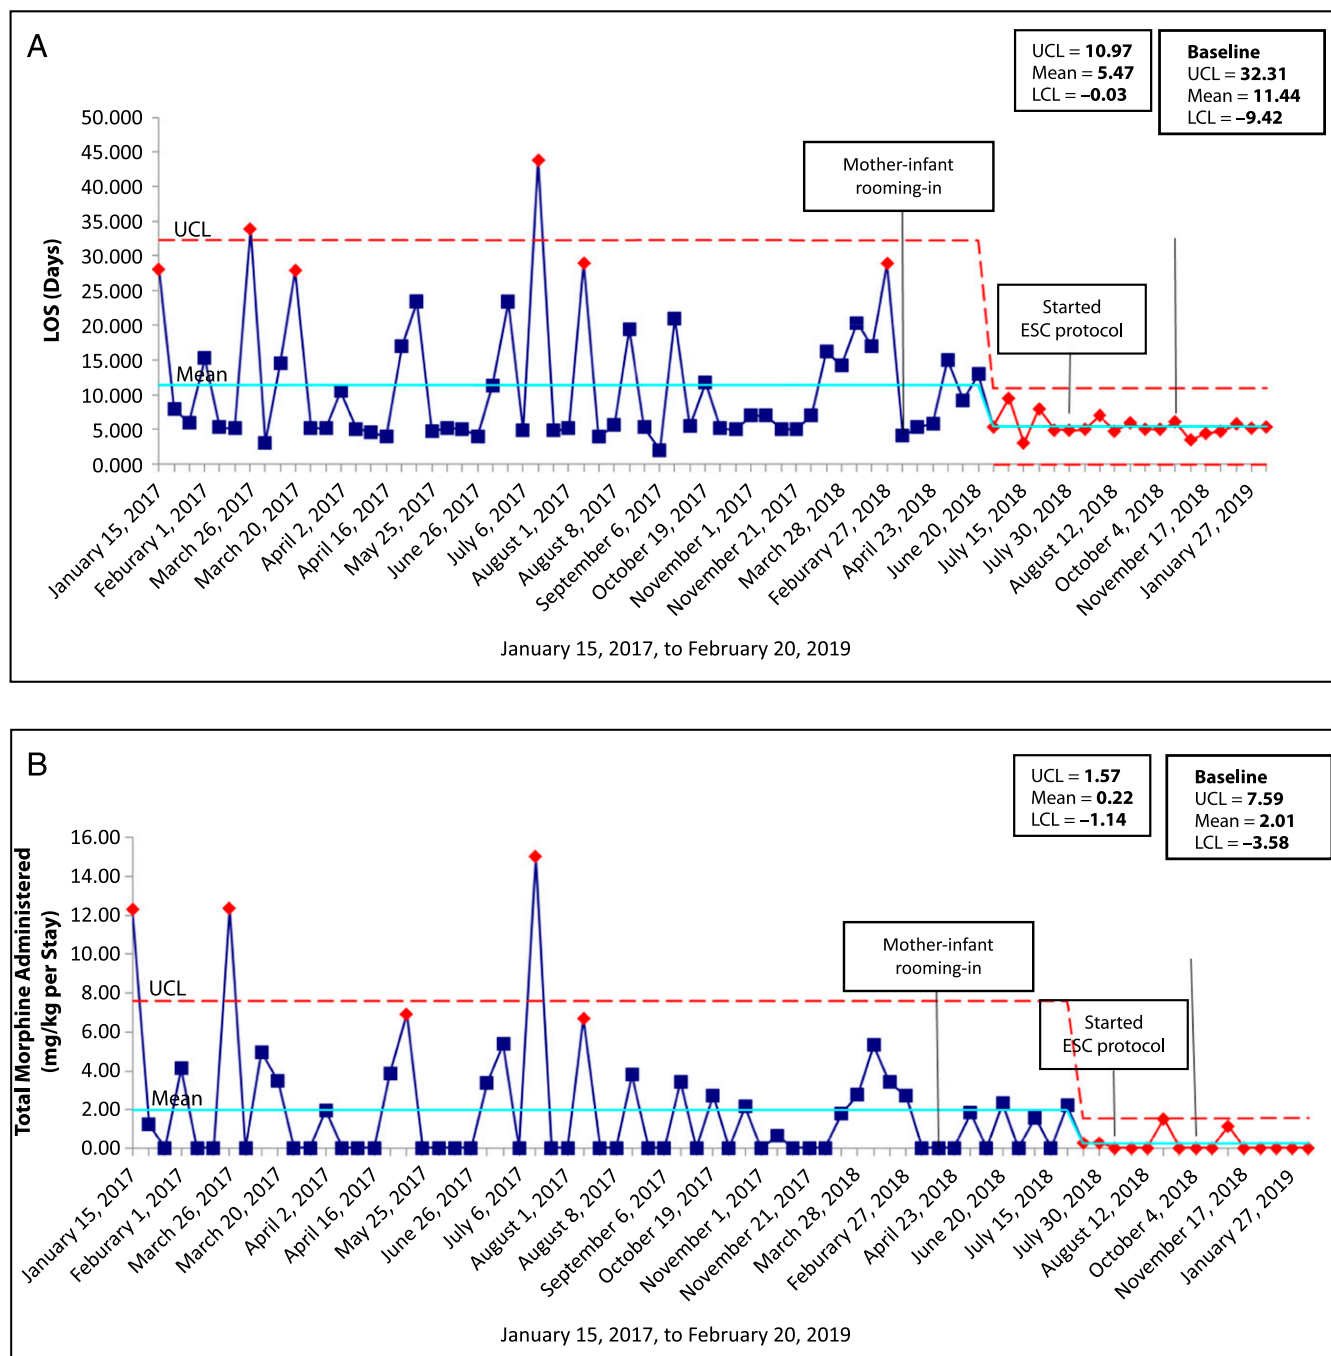 A
UCL = 10.97
Mean = 5.47
LCL = –0.03
Baseline
UCL = 32.31
Mean = 11.44
LCL = –9.42
50.000
45.000
40.000
35.000
30.000
25.000
20.000
15.000
10.000
5.000
0.000
LOS (Days)
UCL
Mean
Mother-infant
rooming-in
Started
ESC protocol
January 15, 2017
Feburary 1, 2017
March 26, 2017
March 20, 2017
April 2, 2017
April 16, 2017
May 25, 2017
June 26, 2017
July 6, 2017
August 1, 2017
August 8, 2017
September 6, 2017
October 19, 2017
November 1, 2017
November 21, 2017
March 28, 2018
Feburary 27, 2018
April 23, 2018
June 20, 2018
July 15, 2018
July 30, 2018
August 12, 2018
October 4, 2018
November 17, 2018
January 27, 2019
January 15, 2017, to February 20, 2019
B
UCL = 1.57
Mean = 0.22
LCL = –1.14
Baseline
UCL = 7.59
Mean = 2.01
LCL = –3.58
16.00
14.00
12.00
10.00
8.00
6.00
4.00
2.00
0.00
Total Morphine Administered
(mg/kg per Stay)
UCL
Mean
Mother-infant
rooming-in
Started
ESC protocol
January 15, 2017
Feburary 1, 2017
March 26, 2017
March 20, 2017
April 2, 2017
April 16, 2017
May 25, 2017
June 26, 2017
July 6, 2017
August 1, 2017
August 8, 2017
September 6, 2017
October 19, 2017
November 1, 2017
November 21, 2017
March 28, 2018
Feburary 27, 2018
April 23, 2018
June 20, 2018
July 15, 2018
July 30, 2018
August 12, 2018
October 4, 2018
November 17, 2018
January 27, 2019
January 15, 2017, to February 20, 2019